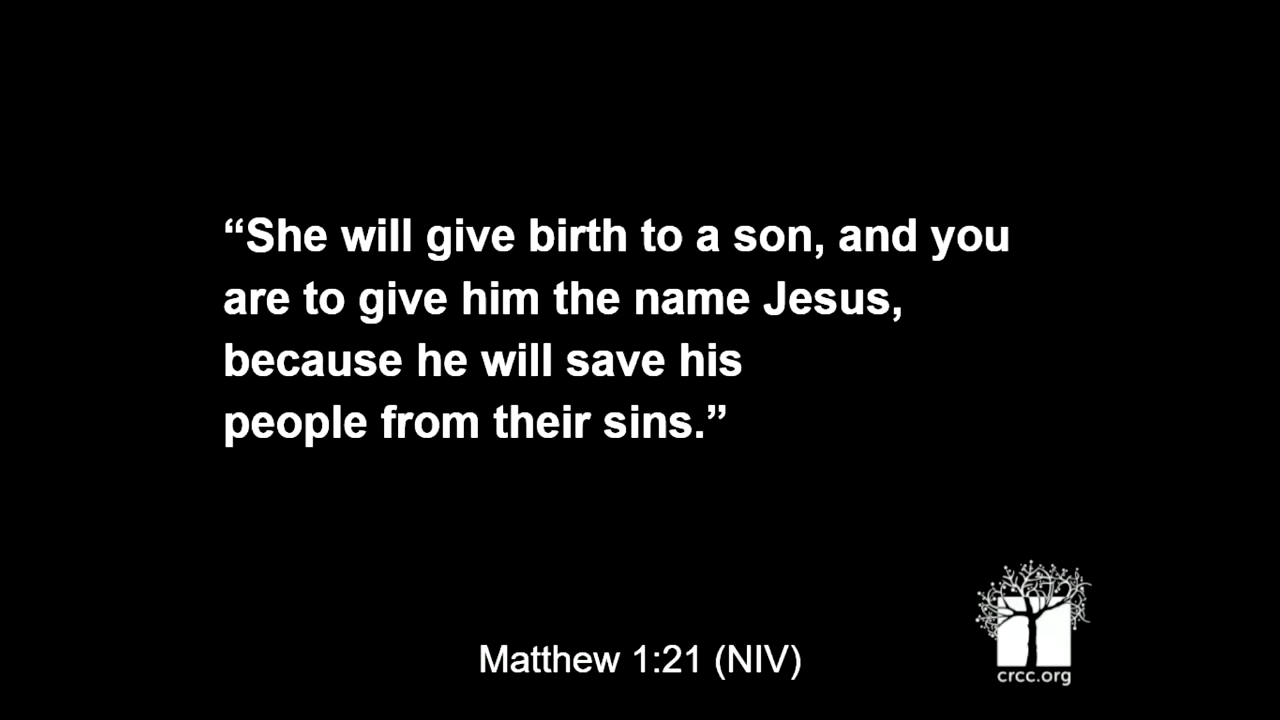 “She will give birth to a son, and you
are to give him the name Jesus,
because he will save his
people from their sins.”
Matthew 1:21 (NIV)
crcc.org